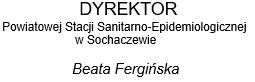 DYREKTOR
Powiatowej Stacji Sanitarno-Epidemiologicznej
w Sochaczewie
Beata Fergińska